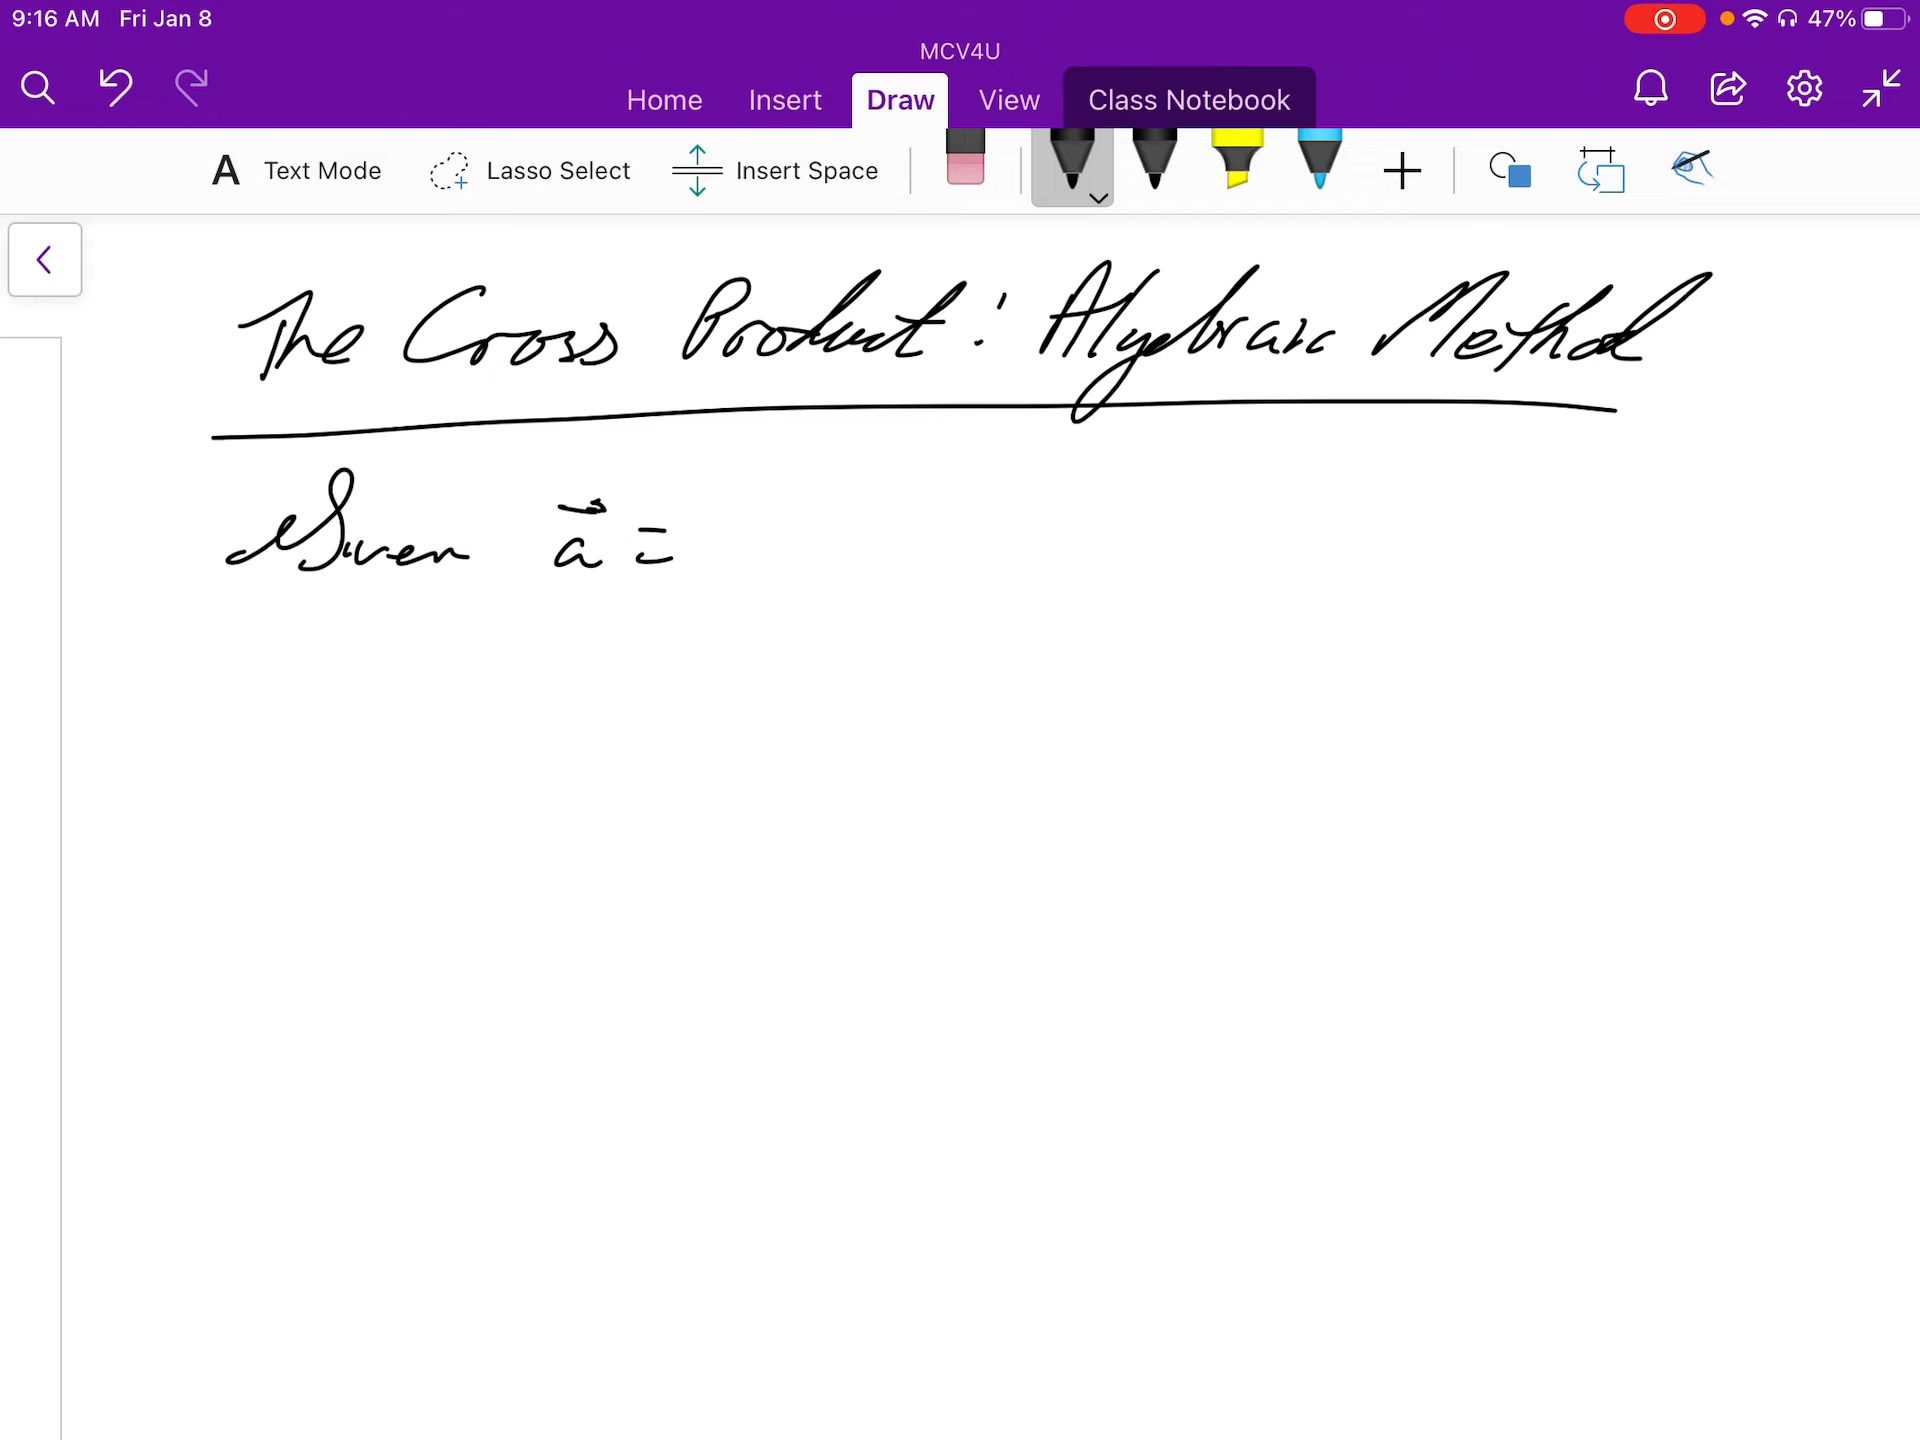 9:16 AM Fri Jan 8 47%
MCV4U
Home Insert Draw View Class Notebook
A Text Mode Lasso Select Insert Space
The Cross Product: Algebraic Method
Given a⃗ =